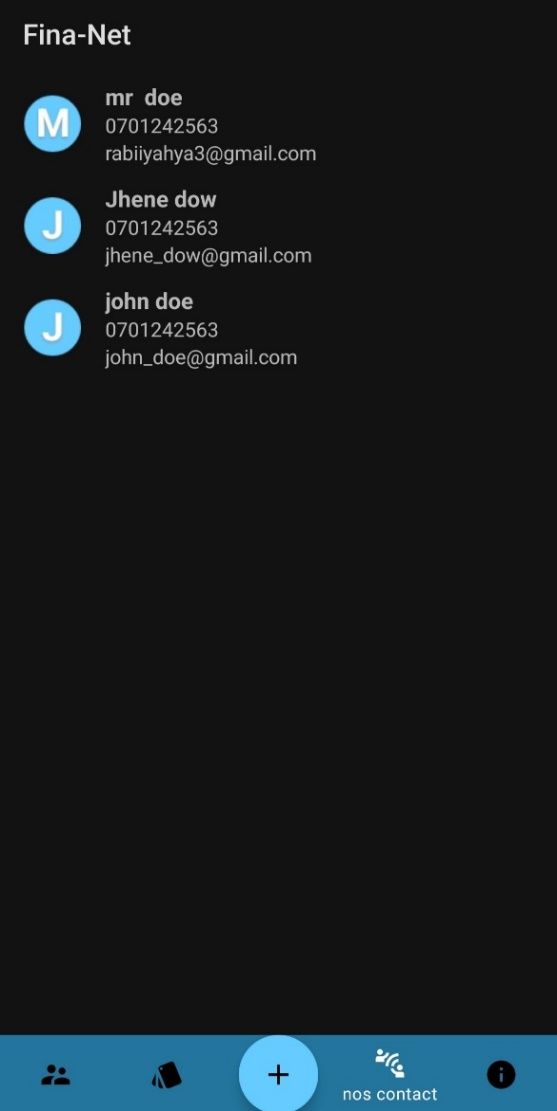 Fina-Net
M
mr  doe
0701242563
rabiiyahya3@gmail.com
J
Jhene dow
0701242563
jhene_dow@gmail.com
J
john doe
0701242563
john_doe@gmail.com
nos contact